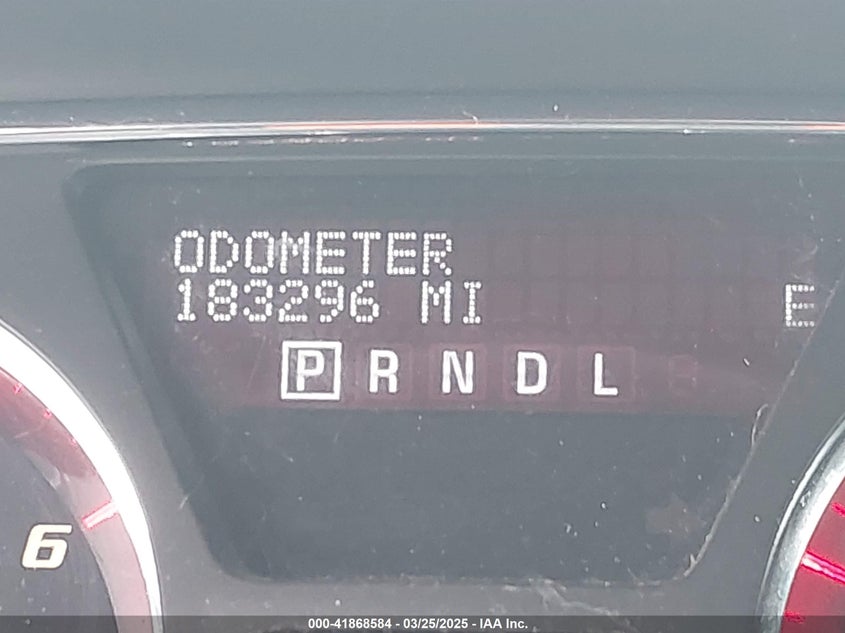 ODOMETER
183296 MI E
P R N D L
6
000-41868584 - 03/25/2025 - IAA Inc.